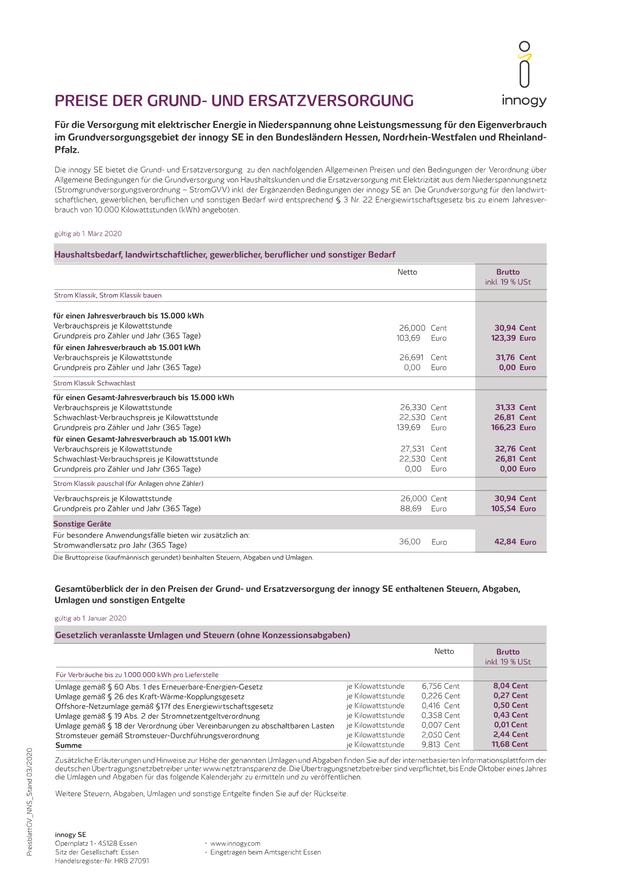 innogy
PREISE DER GRUND- UND ERSATZVERSORGUNG
Für die Versorgung mit elektrischer Energie in Niederspannung ohne Leistungsmessung für den Eigenverbrauch
im Grundversorgungsgebiet der innogy SE in den Bundesländern Hessen, Nordrhein-Westfalen und Rheinland-
Pfalz.
Die innogy SE bietet die Grund- und Ersatzversorgung zu den nachfolgenden Allgemeinen Preisen und den Bedingungen der Verordnung über
Allgemeine Bedingungen für die Grundversorgung von Haushaltskunden und die Ersatzversorgung mit Elektrizität aus dem Niederspannungsnetz
(Stromgrundversorgungsverordnung – StromGVV) inkl. der Ergänzenden Bedingungen der innogy SE an. Die Grundversorgung für den landwirt-
schaftlichen, gewerblichen, beruflichen und sonstigen Bedarf wird entsprechend § 3 Nr. 22 Energiewirtschaftsgesetz bis zu einem Jahresver-
brauch von 10.000 Kilowattstunden (kWh) angeboten.
gültig ab 1. März 2020
Haushaltsbedarf, landwirtschaftlicher, gewerblicher, beruflicher und sonstiger Bedarf
Netto Brutto
inkl. 19 % USt
Strom Klassik, Strom Klassik bauen
für einen Jahresverbrauch bis 15.000 kWh
Verbrauchspreis je Kilowattstunde 26,000 Cent 30,94 Cent
Grundpreis pro Zähler und Jahr (365 Tage) 103,69 Euro 123,39 Euro
für einen Jahresverbrauch ab 15.001 kWh
Verbrauchspreis je Kilowattstunde 26,691 Cent 31,76 Cent
Grundpreis pro Zähler und Jahr (365 Tage) 0,00 Euro 0,00 Euro
Strom Klassik Schwachlast
für einen Gesamt-Jahresverbrauch bis 15.000 kWh
Verbrauchspreis je Kilowattstunde 26,330 Cent 31,33 Cent
Schwachlast-Verbrauchspreis je Kilowattstunde 22,530 Cent 26,81 Cent
Grundpreis pro Zähler und Jahr (365 Tage) 139,69 Euro 166,23 Euro
für einen Gesamt-Jahresverbrauch ab 15.001 kWh
Verbrauchspreis je Kilowattstunde 27,531 Cent 32,76 Cent
Schwachlast-Verbrauchspreis je Kilowattstunde 22,530 Cent 26,81 Cent
Grundpreis pro Zähler und Jahr (365 Tage) 0,00 Euro 0,00 Euro
Strom Klassik pauschal (für Anlagen ohne Zähler)
Verbrauchspreis je Kilowattstunde 26,000 Cent 30,94 Cent
Grundpreis pro Zähler und Jahr (365 Tage) 88,69 Euro 105,54 Euro
Sonstige Geräte
Für besondere Anwendungsfälle bieten wir zusätzlich an:
Stromwandlersatz pro Jahr (365 Tage) 36,00 Euro 42,84 Euro
Die Bruttopreise (kaufmännisch gerundet) beinhalten Steuern, Abgaben und Umlagen.
Gesamtüberblick der in den Preisen der Grund- und Ersatzversorgung der innogy SE enthaltenen Steuern, Abgaben,
Umlagen und sonstigen Entgelte
gültig ab 1. Januar 2020
Gesetzlich veranlasste Umlagen und Steuern (ohne Konzessionsabgaben)
Netto Brutto
inkl. 19 % USt
Für Verbräuche bis zu 1.000.000 kWh pro Lieferstelle
Umlage gemäß § 60 Abs. 1 des Erneuerbare-Energien-Gesetz je Kilowattstunde 6,756 Cent 8,04 Cent
Umlage gemäß § 26 des Kraft-Wärme-Kopplungsgesetz je Kilowattstunde 0,226 Cent 0,27 Cent
Offshore-Netzumlage gemäß §17f des Energiewirtschaftsgesetz je Kilowattstunde 0,416 Cent 0,50 Cent
Umlage gemäß § 19 Abs. 2 der Stromnetzentgeltverordnung je Kilowattstunde 0,358 Cent 0,43 Cent
Umlage gemäß § 18 der Verordnung über Vereinbarungen zu abschaltbaren Lasten je Kilowattstunde 0,007 Cent 0,01 Cent
Stromsteuer gemäß Stromsteuer-Durchführungsverordnung je Kilowattstunde 2,050 Cent 2,44 Cent
Summe je Kilowattstunde 9,813 Cent 11,68 Cent
Zusätzliche Erläuterungen und Hinweise zur Höhe der genannten Umlagen und Abgaben finden Sie auf der internetbasierten Informationsplattform der
deutschen Übertragungsnetzbetreiber unter www.netztransparenz.de. Die Übertragungsnetzbetreiber sind verpflichtet, bis Ende Oktober eines Jahres
die Umlagen und Abgaben für das folgende Kalenderjahr zu ermitteln und zu veröffentlichen.
Weitere Steuern, Abgaben, Umlagen und sonstige Entgelte finden Sie auf der Rückseite.
PreisblattGV_NNS_Stand 03/2020
innogy SE
Opernplatz 1 - 45128 Essen - www.innogy.com
Sitz der Gesellschaft: Essen - Eingetragen beim Amtsgericht Essen
Handelsregister-Nr. HRB 27091